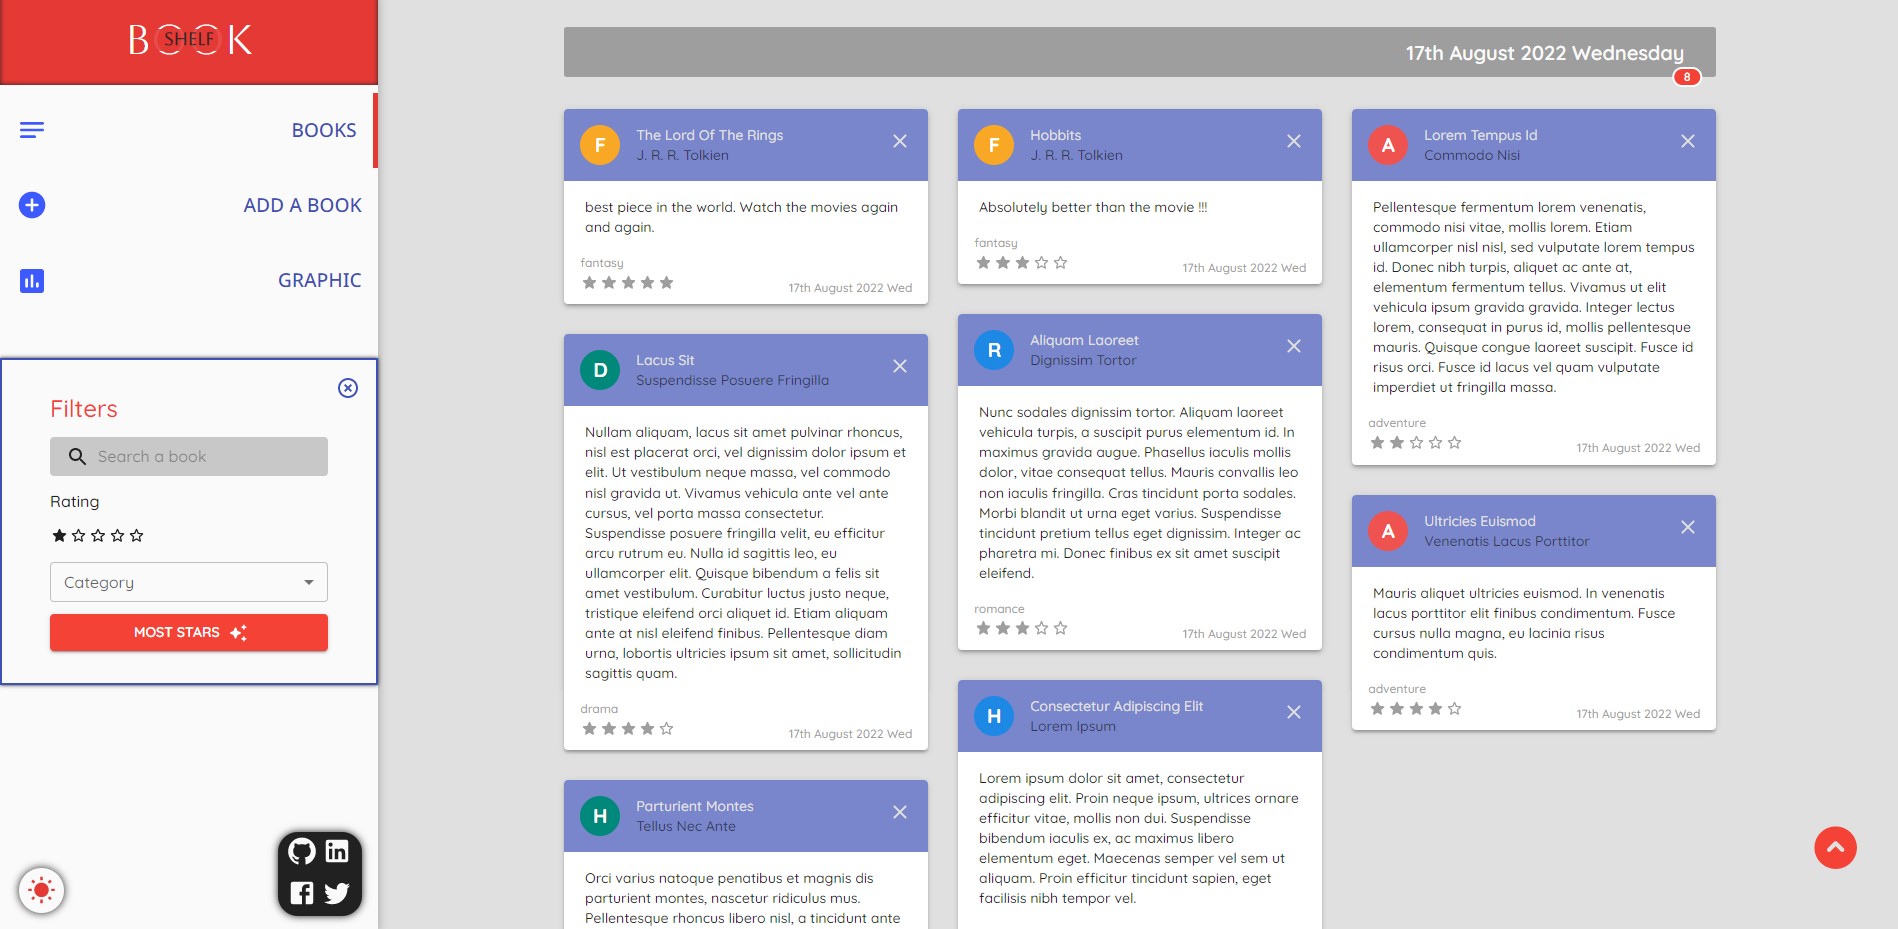 BOOK
SHELF
BOOKS
ADD A BOOK
GRAPHIC
Filters
Search a book
Rating
Category
MOST STARS
17th August 2022 Wednesday
8
F
The Lord Of The Rings
J. R. R. Tolkien
best piece in the world. Watch the movies again
and again.
fantasy
17th August 2022 Wed
D
Lacus Sit
Suspendisse Posuere Fringilla
Nullam aliquam, lacus sit amet pulvinar rhoncus,
nisl est placerat orci, vel dignissim dolor ipsum et
elit. Ut vestibulum neque massa, vel commodo
nisl gravida ut. Vivamus vehicula ante vel ante
cursus, vel porta massa consectetur.
Suspendisse posuere fringilla velit, eu efficitur
arcu rutrum eu. Nulla id sagittis leo, eu
ullamcorper elit. Quisque bibendum a felis sit
amet vestibulum. Curabitur luctus justo neque,
tristique eleifend orci aliquet id. Etiam aliquam
ante at nisl eleifend finibus. Pellentesque diam
urna, lobortis ultricies ipsum sit amet, sollicitudin
sagittis quam.
drama
17th August 2022 Wed
H
Parturient Montes
Tellus Nec Ante
Orci varius natoque penatibus et magnis dis
parturient montes, nascetur ridiculus mus.
Pellentesque rhoncus libero nisl, a tincidunt ante
F
Hobbits
J. R. R. Tolkien
Absolutely better than the movie !!!
fantasy
17th August 2022 Wed
R
Aliquam Laoreet
Dignissim Tortor
Nunc sodales dignissim tortor. Aliquam laoreet
vehicula turpis, a suscipit purus elementum id. In
maximus gravida augue. Phasellus iaculis mollis
dolor, vitae consequat tellus. Mauris convallis leo
non iaculis fringilla. Cras tincidunt porta sodales.
Morbi blandit ut urna eget varius. Suspendisse
tincidunt pretium tellus eget dignissim. Integer ac
pharetra mi. Donec finibus ex sit amet suscipit
eleifend.
romance
17th August 2022 Wed
H
Consectetur Adipiscing Elit
Lorem Ipsum
Lorem ipsum dolor sit amet, consectetur
adipiscing elit. Proin neque ipsum, ultrices ornare
efficitur vitae, mollis non dui. Suspendisse
bibendum iaculis ex, ac maximus libero
elementum eget. Maecenas semper vel sem ut
aliquam. Proin efficitur tincidunt sapien, eget
facilisis nibh tempor vel.
A
Lorem Tempus Id
Commodo Nisi
Pellentesque fermentum lorem venenatis,
commodo nisi vitae, mollis lorem. Etiam
ullamcorper nisl nisl, sed vulputate lorem tempus
id. Donec nibh turpis, aliquet ac ante at,
elementum fermentum tellus. Vivamus ut elit
vehicula ipsum gravida gravida. Integer lectus
lorem, consequat in purus id, mollis pellentesque
mauris. Quisque congue laoreet suscipit. Fusce id
risus orci. Fusce id lacus vel quam vulputate
imperdiet ut fringilla massa.
adventure
17th August 2022 Wed
A
Ultricies Euismod
Venenatis Lacus Porttitor
Mauris aliquet ultricies euismod. In venenatis
lacus porttitor elit finibus condimentum. Fusce
cursus nulla magna, eu lacinia risus
condimentum quis.
adventure
17th August 2022 Wed